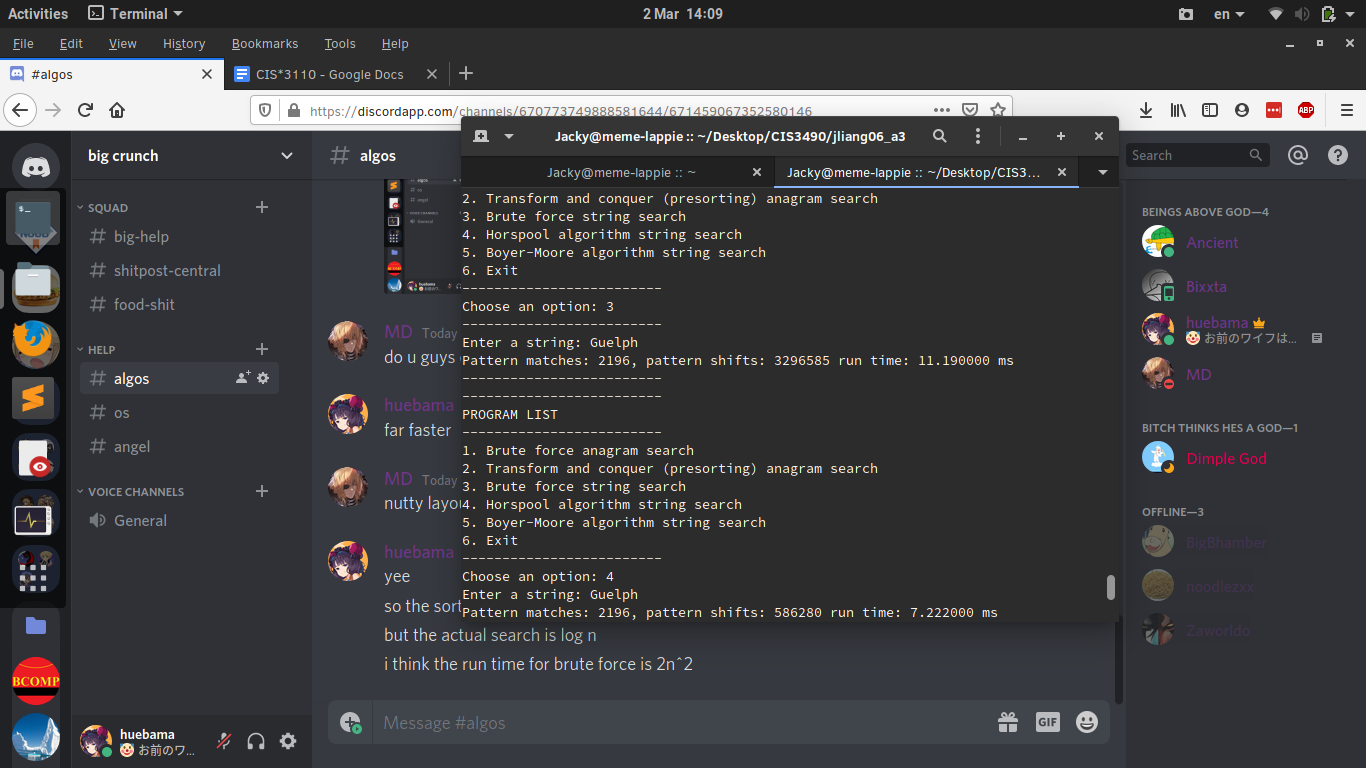 Activities Terminal 2 Mar 14:09 en
File Edit View History Bookmarks Tools Help
#algos CIS*3110 - Google Docs
https://discordapp.com/channels/670773749888581644/671459067352580146
ABP
big crunch
algos
Search
SQUAD
big-help
shitpost-central
food-shit
HELP
algos
os
angel
VOICE CHANNELS
General
huebama
お前のワ...
BCOMP
MD Today
do u guys
huebama
far faster
MD Today
nutty layou
huebama
yee
so the sort
but the actual search is log n
i think the run time for brute force is 2n^2
Message #algos
GIF
Jacky@meme-lappie :: ~/Desktop/CIS3490/jliang06_a3
Jacky@meme-lappie :: ~ Jacky@meme-lappie :: ~/Desktop/CIS3...
2. Transform and conquer (presorting) anagram search
3. Brute force string search
4. Horspool algorithm string search
5. Boyer-Moore algorithm string search
6. Exit
-------------------------
Choose an option: 3
-------------------------
Enter a string: Guelph
Pattern matches: 2196, pattern shifts: 3296585 run time: 11.190000 ms
-------------------------
-------------------------
PROGRAM LIST
-------------------------
1. Brute force anagram search
2. Transform and conquer (presorting) anagram search
3. Brute force string search
4. Horspool algorithm string search
5. Boyer-Moore algorithm string search
6. Exit
-------------------------
Choose an option: 4
Enter a string: Guelph
Pattern matches: 2196, pattern shifts: 586280 run time: 7.222000 ms
BEINGS ABOVE GOD—4
Ancient
Bixxta
huebama
お前のワイフは...
MD
BITCH THINKS HES A GOD—1
Dimple God
OFFLINE—3
BigBhamber
noodlezxx
Zaworldo